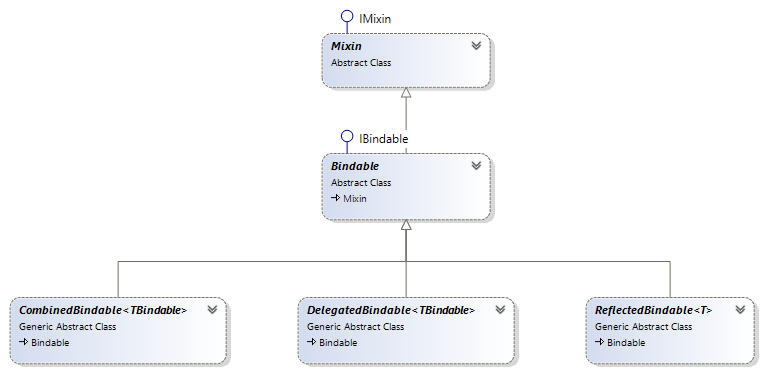 IMixin
Mixin
Abstract Class
IBindable
Bindable
Abstract Class
Mixin
CombinedBindable<TBindable>
Generic Abstract Class
Bindable
DelegatedBindable<TBindable>
Generic Abstract Class
Bindable
ReflectedBindable<T>
Generic Abstract Class
Bindable